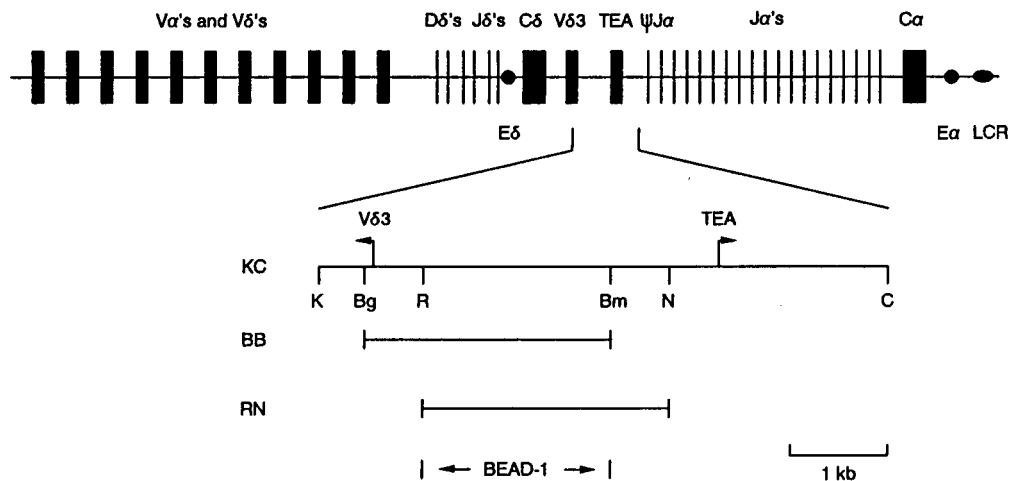 Vα's and Vδ's Dδ's Jδ's Cδ Vδ3 TEA ψJα Jα's Cα
Eδ Eα LCR
Vδ3 TEA
KC
K Bg R Bm N C
BB
RN
BEAD-1
1 kb